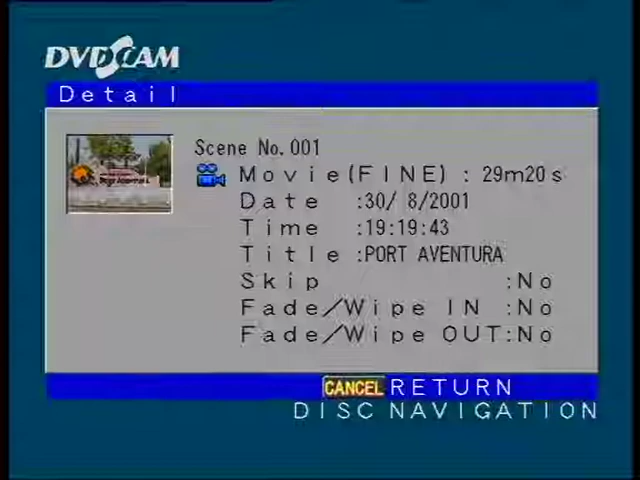 DVDCAM
Detail
Scene No.001
Movie(FINE) : 29m20s
Date :30/ 8/2001
Time :19:19:43
Title :PORT AVENTURA
Skip :No
Fade/Wipe IN :No
Fade/Wipe OUT:No
CANCEL RETURN
DISC NAVIGATION